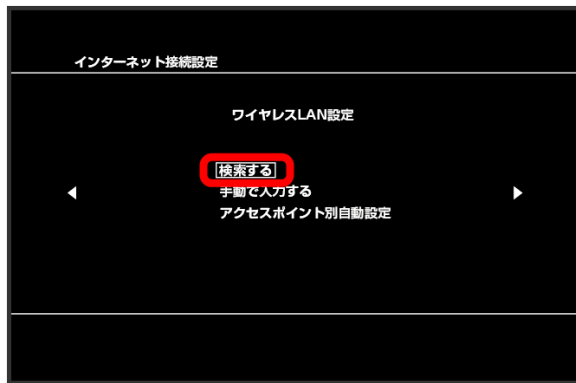 インターネット接続設定
ワイヤレスLAN設定
検索する
手動で入力する
アクセスポイント別自動設定